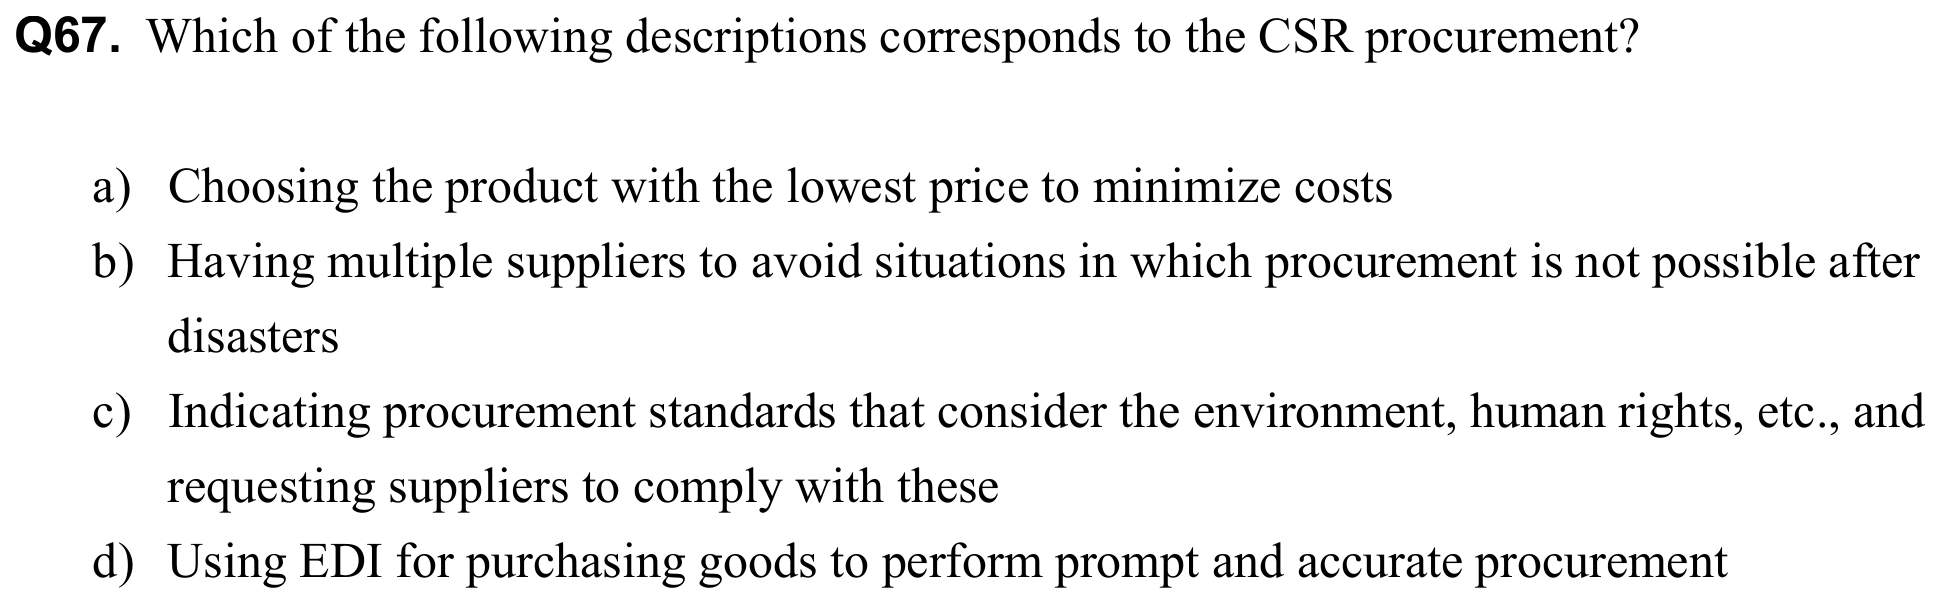 Q67. Which of the following descriptions corresponds to the CSR procurement?
a) Choosing the product with the lowest price to minimize costs
b) Having multiple suppliers to avoid situations in which procurement is not possible after
disasters
c) Indicating procurement standards that consider the environment, human rights, etc., and
requesting suppliers to comply with these
d) Using EDI for purchasing goods to perform prompt and accurate procurement